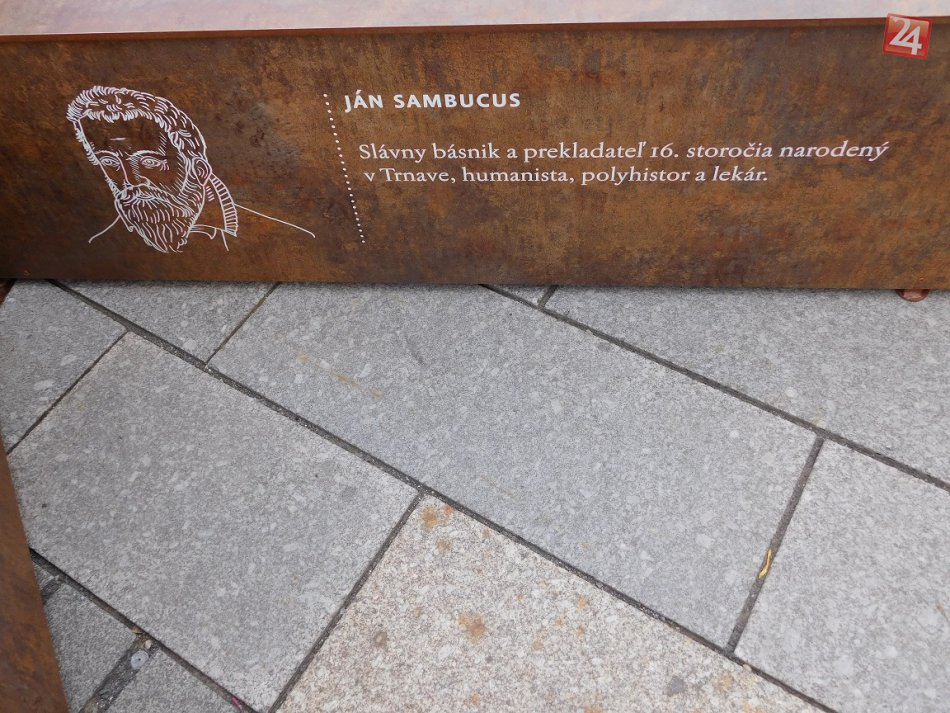 24
JÁN SAMBUCUS
Slávny básnik a prekladateľ 16. storočia narodený
v Trnave, humanista, polyhistor a lekár.